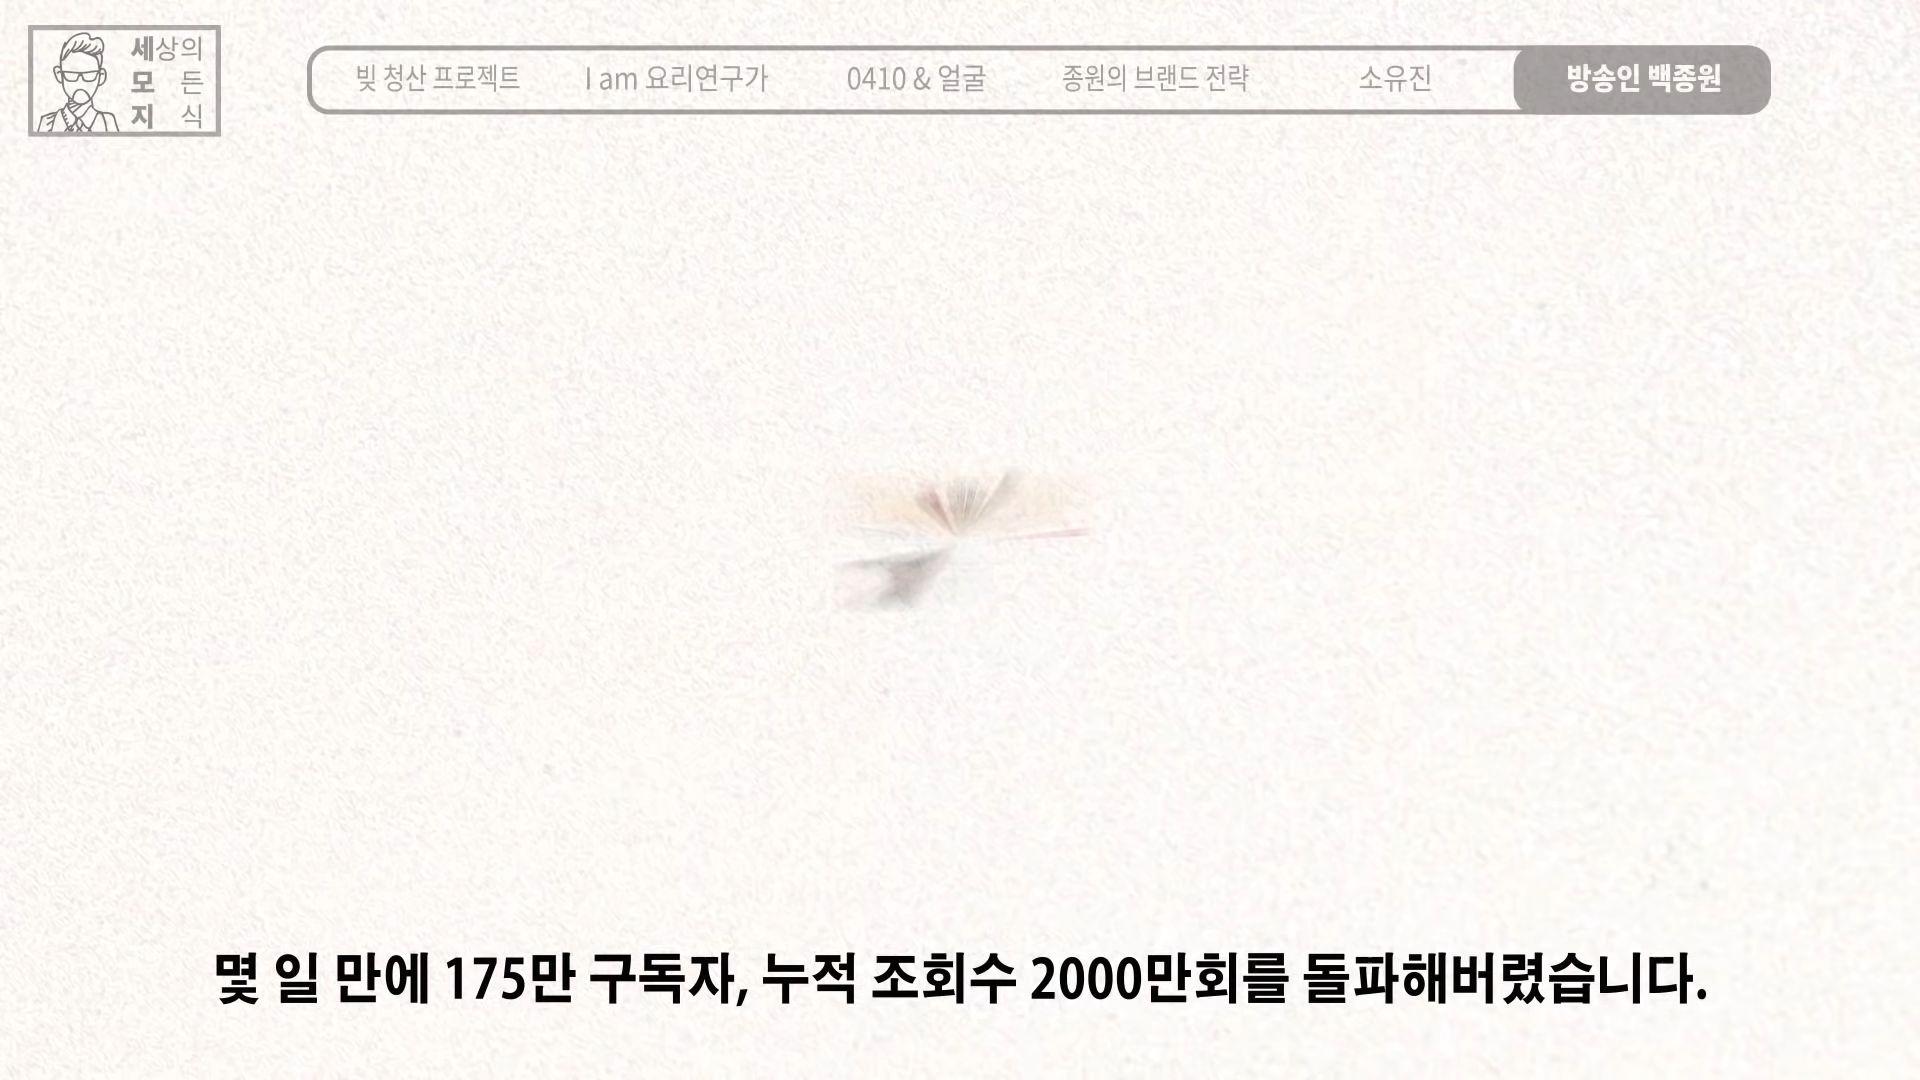 세상의
모든
지식
빚 청산 프로젝트
I am 요리연구가
0410 & 얼굴
종원의 브랜드 전략
소유진
방송인 백종원
몇 일 만에 175만 구독자, 누적 조회수 2000만회를 돌파해버렸습니다.